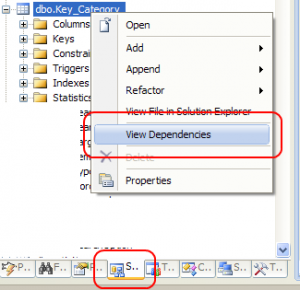 dbo.Key_Category
Columns
Open
Keys
Add
Constrai
Append
Triggers
Refactor
Indexes
View File in Solution Explorer
Statistic
View Dependencies
Delete
Properties
P..
F..
P..
S..
T..
C..
S..
T..